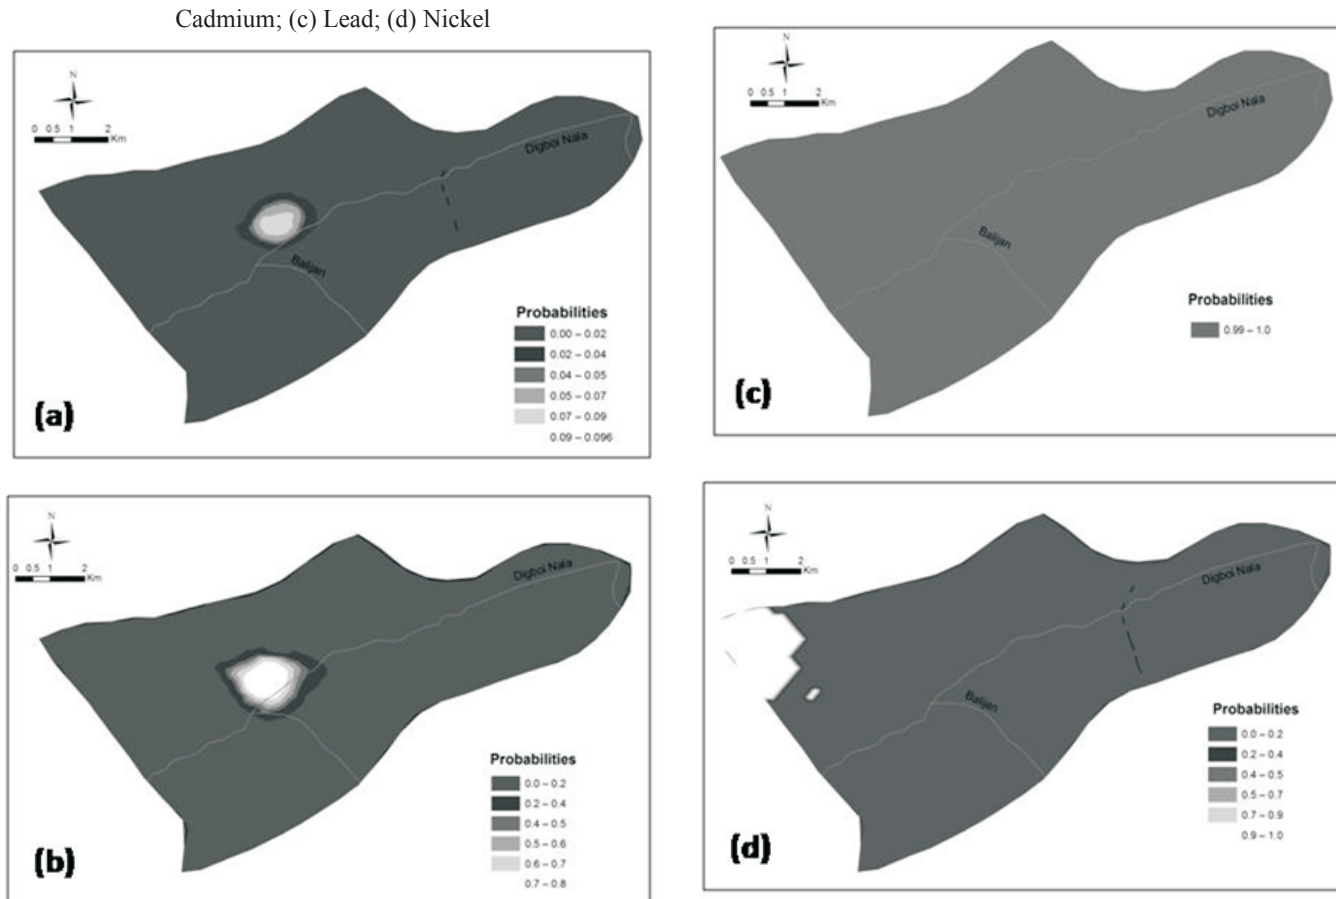 Cadmium; (c) Lead; (d) Nickel
N
0 0.5 1 2
Km
Digboi Nala
Balijan
Probabilities
0.00 – 0.02
0.02 – 0.04
0.04 – 0.05
0.05 – 0.07
0.07 – 0.09
0.09 – 0.096
(a)
N
0 0.5 1 2
Km
Digboi Nala
Balijan
Probabilities
0.99 – 1.0
(c)
N
0 0.5 1 2
Km
Digboi Nala
Probabilities
0.0 – 0.2
0.2 – 0.4
0.4 – 0.5
0.5 – 0.6
0.6 – 0.7
0.7 – 0.8
(b)
N
0 0.5 1 2
Km
Digboi Nala
Balijan
Probabilities
0.0 – 0.2
0.2 – 0.4
0.4 – 0.5
0.5 – 0.7
0.7 – 0.9
0.9 – 1.0
(d)